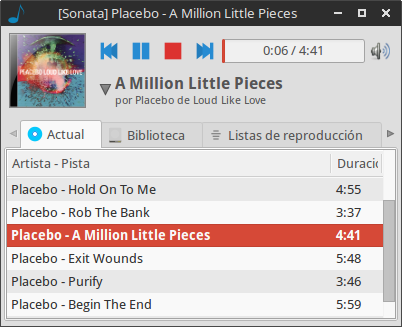 [Sonata] Placebo - A Million Little Pieces
0:06 / 4:41
PLACEBO LOUD LIKE LOVE
A Million Little Pieces
por Placebo de Loud Like Love
Actual Biblioteca Listas de reproducción
Artista - Pista Duració
Placebo - Hold On To Me 4:55
Placebo - Rob The Bank 3:37
Placebo - A Million Little Pieces 4:41
Placebo - Exit Wounds 5:48
Placebo - Purify 3:46
Placebo - Begin The End 5:59